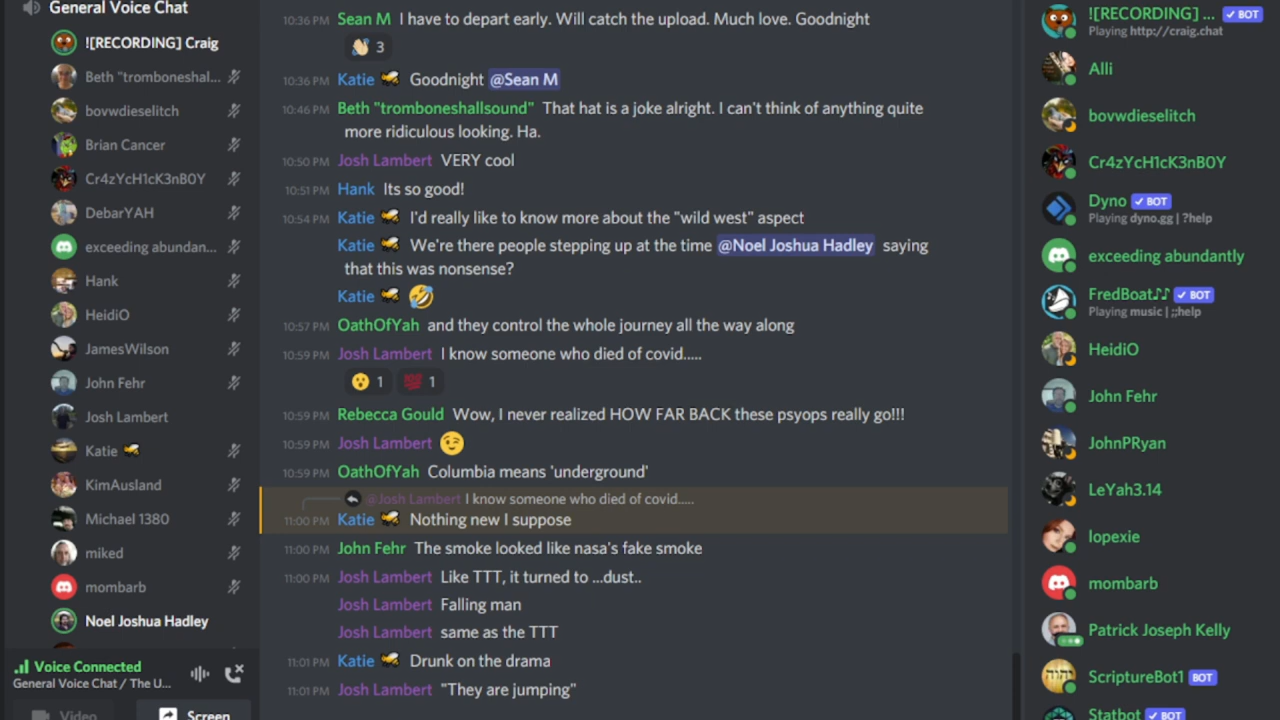 General Voice Chat
![RECORDING] Craig
Beth "tromboneshal...
bovwdieselitch
Brian Cancer
Cr4zYcH1cK3nB0Y
DebarYAH
exceeding abundan...
Hank
HeidiO
JamesWilson
John Fehr
Josh Lambert
Katie
KimAusland
Michael 1380
miked
mombarb
Noel Joshua Hadley
Voice Connected
General Voice Chat / The U...
Video
Screen
10:36 PM Sean M I have to depart early. Will catch the upload. Much love. Goodnight
3
10:36 PM Katie Goodnight @Sean M
10:46 PM Beth "tromboneshallsound" That hat is a joke alright. I can't think of anything quite
more ridiculous looking. Ha.
10:50 PM Josh Lambert VERY cool
10:51 PM Hank Its so good!
10:54 PM Katie I'd really like to know more about the "wild west" aspect
Katie We're there people stepping up at the time @Noel Joshua Hadley saying
that this was nonsense?
Katie
10:57 PM OathOfYah and they control the whole journey all the way along
10:59 PM Josh Lambert I know someone who died of covid.....
1 100 1
10:59 PM Rebecca Gould Wow, I never realized HOW FAR BACK these psyops really go!!!
10:59 PM Josh Lambert
10:59 PM OathOfYah Columbia means 'underground'
@Josh Lambert I know someone who died of covid.....
11:00 PM Katie Nothing new I suppose
11:00 PM John Fehr The smoke looked like nasa's fake smoke
11:00 PM Josh Lambert Like TTT, it turned to ...dust..
Josh Lambert Falling man
Josh Lambert same as the TTT
11:01 PM Katie Drunk on the drama
11:01 PM Josh Lambert "They are jumping"
![RECORDING] ... BOT
Playing http://craig.chat
Alli
bovwdieselitch
Cr4zYcH1cK3nB0Y
Dyno BOT
Playing dyno.gg | ?help
exceeding abundantly
FredBoat♪♪ BOT
Playing music | ;;help
HeidiO
John Fehr
JohnPRyan
LeYah3.14
lopexie
mombarb
Patrick Joseph Kelly
ScriptureBot1 BOT
Statbot BOT